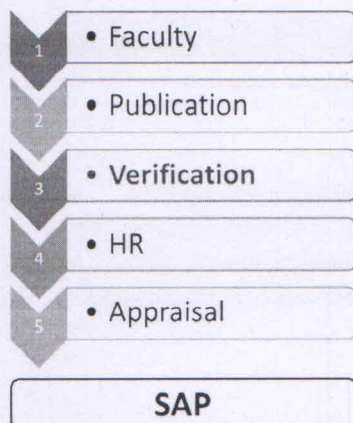 1 • Faculty
2 • Publication
3 • Verification
4 • HR
5 • Appraisal
SAP